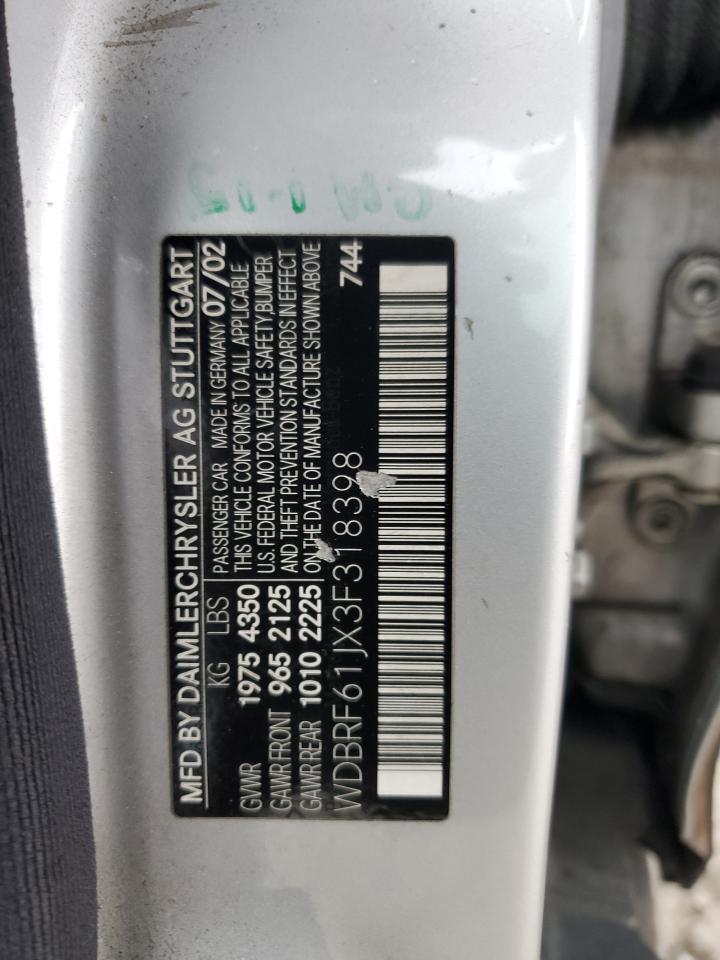 MFD BY DAIMLERCHRYSLER AG STUTTGART
PASSENGER CAR MADE IN GERMANY 07/02
KG LBS
THIS VEHICLE CONFORMS TO ALL APPLICABLE
GVWR 1975 4350
U.S. FEDERAL MOTOR VEHICLE SAFETY,BUMPER
GAWR FRONT 965 2125
AND THEFT PREVENTION STANDARDS IN EFFECT
GAWR REAR 1010 2225
ON THE DATE OF MANUFACTURE SHOWN ABOVE
WDBRF61JX3F318398
744